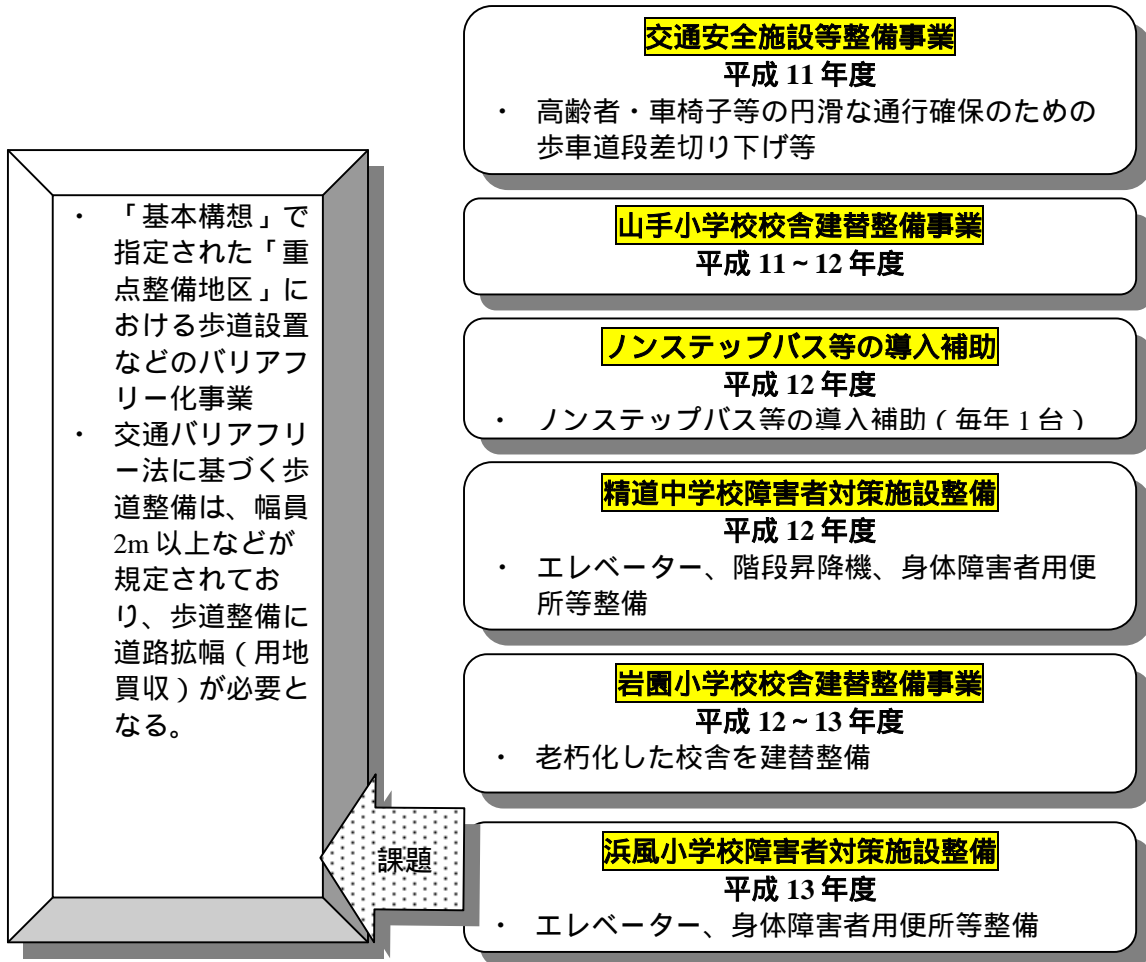 交通安全施設等整備事業
平成 11 年度
・ 高齢者・車椅子等の円滑な通行確保のための
歩車道段差切り下げ等
山手小学校校舎建替整備事業
平成 11~12 年度
ノンステップバス等の導入補助
平成 12 年度
・ ノンステップバス等の導入補助(毎年 1 台)
精道中学校障害者対策施設整備
平成 12 年度
・ エレベーター、階段昇降機、身体障害者用便
所等整備
岩園小学校校舎建替整備事業
平成 12~13 年度
・ 老朽化した校舎を建替整備
浜風小学校障害者対策施設整備
平成 13 年度
・ エレベーター、身体障害者用便所等整備
課題
・ 「基本構想」で
指定された「重
点整備地区」に
おける歩道設置
などのバリアフ
リー化事業
・ 交通バリアフリ
ー法に基づく歩
道整備は、幅員
2m 以上などが
規定されてお
り、歩道整備に
道路拡幅(用地
買収)が必要と
なる。